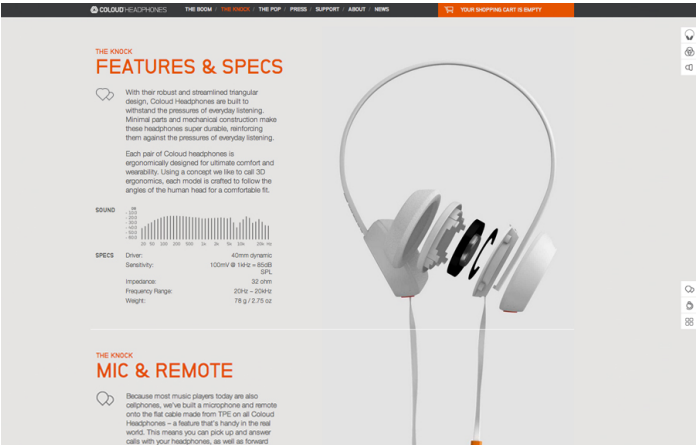 COLOUD HEADPHONES
THE BOOM / THE KNOCK / THE POP / PRESS / SUPPORT / ABOUT / NEWS
YOUR SHOPPING CART IS EMPTY
THE KNOCK
FEATURES & SPECS
With their robust and streamlined triangular
design, Coloud Headphones are built to
withstand the pressures of everyday listening.
Minimal parts and mechanical construction make
these headphones super durable, reinforcing
them against the pressures of everyday listening.
Each pair of Coloud headphones is
ergonomically designed for ultimate comfort and
wearability. Using a concept we like to call 3D
ergonomics, each model is crafted to follow the
angles of the human head for a comfortable fit.
SOUND
SPECS
Driver: 40mm dynamic
Sensitivity: 100mV @ 1kHz = 85dB
SPL
Impedance: 32 ohm
Frequency Range: 20Hz – 20kHz
Weight: 78 g / 2.75 oz
THE KNOCK
MIC & REMOTE
Because most music players today are also
cellphones, we've built a microphone and remote
onto the flat cable made from TPE on all Coloud
Headphones – a feature that's handy in the real
world. This means you can pick up and answer
calls with your headphones, as well as forward